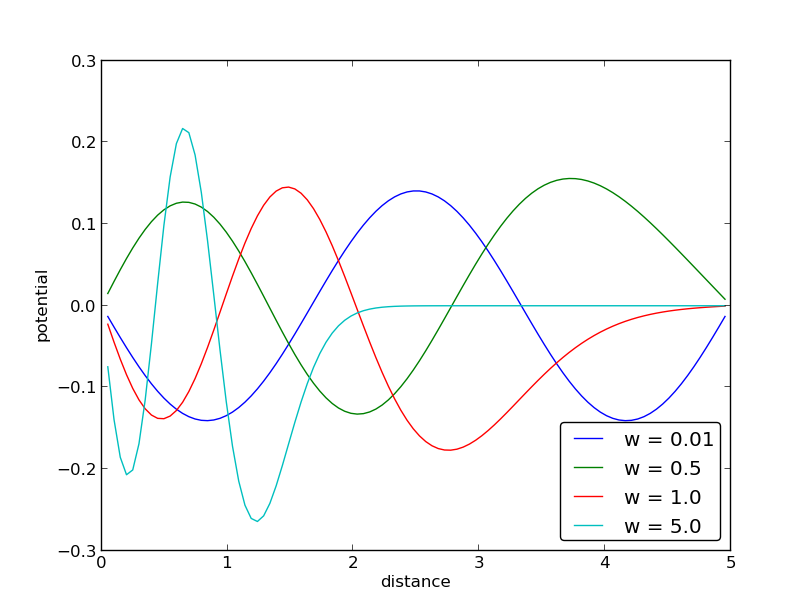 0.3
0.2
0.1
0.0
−0.1
−0.2
−0.3
potential
w = 0.01
w = 0.5
w = 1.0
w = 5.0
0 1 2 3 4 5
distance